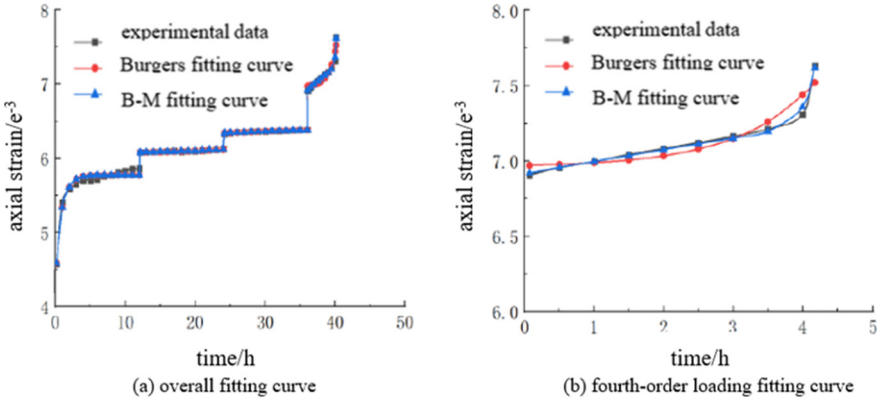 8
7
6
5
4
0
10
20
30
40
50
axial strain/e⁻³
time/h
experimental data
Burgers fitting curve
B-M fitting curve
(a) overall fitting curve
8.0
7.5
7.0
6.5
6.0
0
1
2
3
4
5
axial strain/e⁻³
time/h
experimental data
Burgers fitting curve
B-M fitting curve
(b) fourth-order loading fitting curve